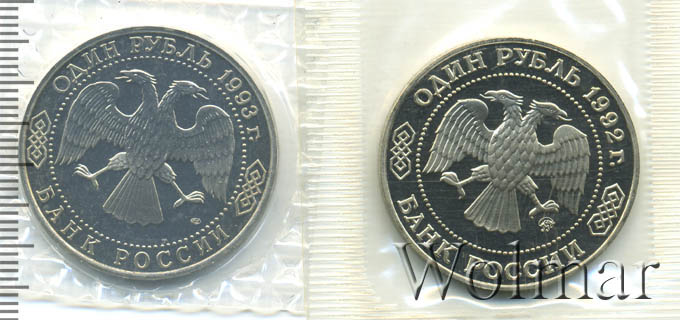 ОДИН РУБЛЬ 1993 г.
БАНК РОССИИ
ОДИН РУБЛЬ 1992 г.
БАНК РОССИИ
Wolmar